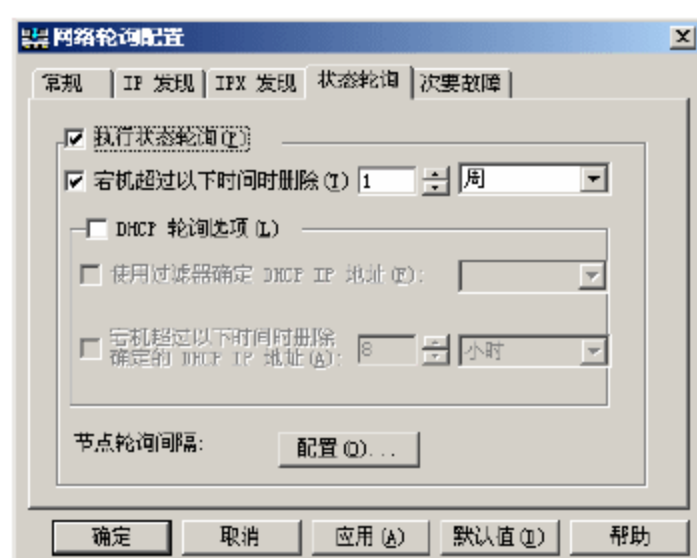 网络轮询配置
常规 IP 发现 IPX 发现 状态轮询 次要故障
执行状态轮询(P)
宕机超过以下时间时删除(T) 1 周
DHCP 轮询选项(L)
使用过滤器确定 DHCP IP 地址(F):
宕机超过以下时间时删除
确定的 DHCP IP 地址(A): 8 小时
节点轮询间隔: 配置(O)...
确定 取消 应用(A) 默认值(D) 帮助